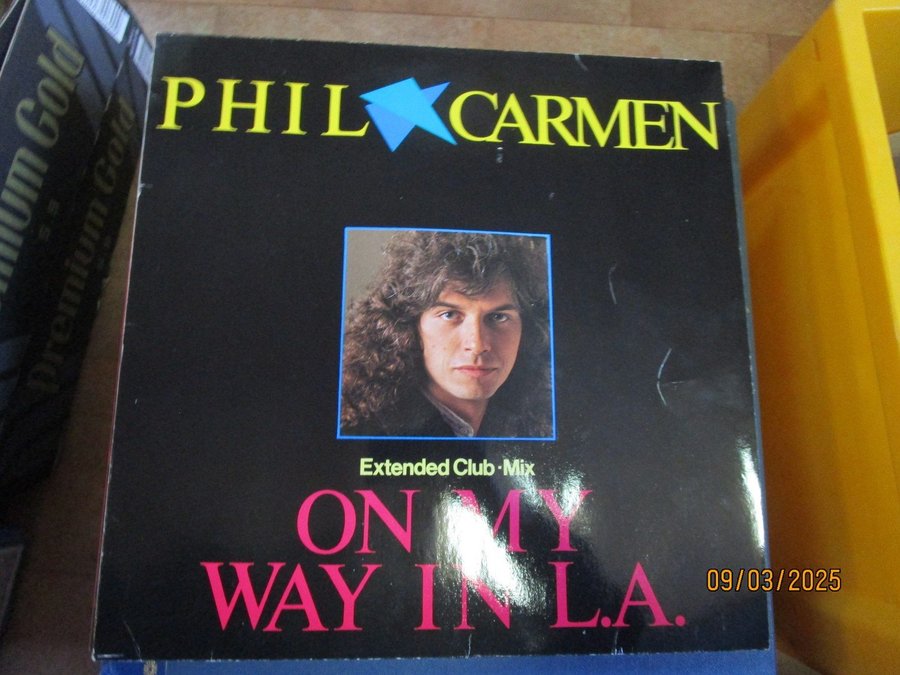 PHIL CARMEN
Extended Club·Mix
ON MY
WAY IN L.A.
Premium Gold
Premium Gold
09/03/2025